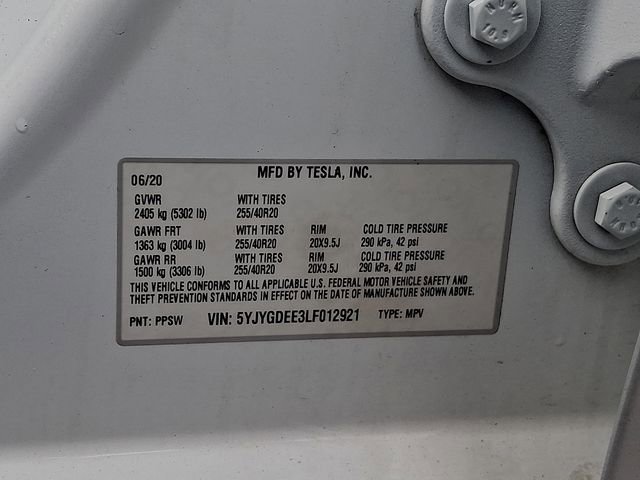 NORM
10.9
MFD BY TESLA, INC.
06/20
GVWR WITH TIRES
2405 kg (5302 lb) 255/40R20
GAWR FRT WITH TIRES RIM COLD TIRE PRESSURE
1363 kg (3004 lb) 255/40R20 20X9.5J 290 kPa, 42 psi
GAWR RR WITH TIRES RIM COLD TIRE PRESSURE
1500 kg (3306 lb) 255/40R20 20X9.5J 290 kPa, 42 psi
THIS VEHICLE CONFORMS TO ALL APPLICABLE U.S. FEDERAL MOTOR VEHICLE SAFETY AND
THEFT PREVENTION STANDARDS IN EFFECT ON THE DATE OF MANUFACTURE SHOWN ABOVE.
PNT: PPSW VIN: 5YJYGDEE3LF012921 TYPE: MPV